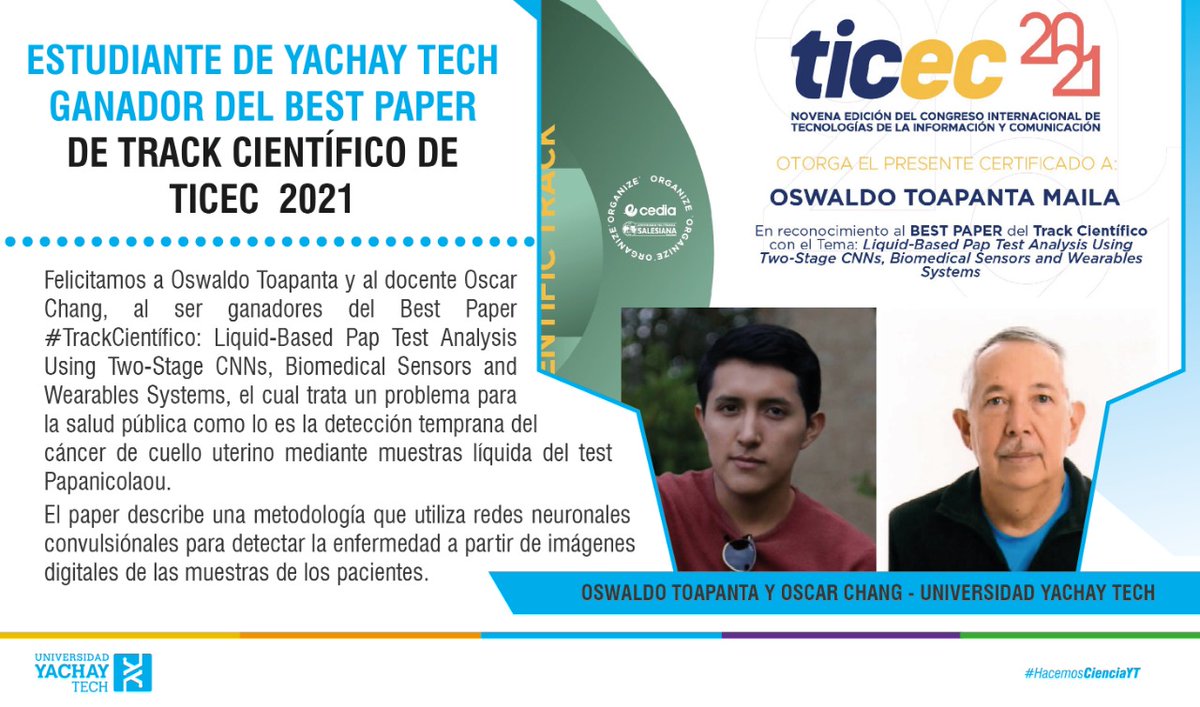 ESTUDIANTE DE YACHAY TECH
GANADOR DEL BEST PAPER
DE TRACK CIENTÍFICO DE
TICEC 2021
Felicitamos a Oswaldo Toapanta y al docente Oscar
Chang, al ser ganadores del Best Paper
#TrackCientífico: Liquid-Based Pap Test Analysis
Using Two-Stage CNNs, Biomedical Sensors and
Wearables Systems, el cual trata un problema para
la salud pública como lo es la detección temprana del
cáncer de cuello uterino mediante muestras líquida del test
Papanicolaou.
El paper describe una metodología que utiliza redes neuronales
convulsiónales para detectar la enfermedad a partir de imágenes
digitales de las muestras de los pacientes.
ENTIFIC TRACK
ORGANIZE ORGANIZE ORGANIZE ORGANIZE
cedia
SALESIANA
ticec 2021
NOVENA EDICIÓN DEL CONGRESO INTERNACIONAL DE
TECNOLOGÍAS DE LA INFORMACIÓN Y COMUNICACIÓN
OTORGA EL PRESENTE CERTIFICADO A:
OSWALDO TOAPANTA MAILA
En reconocimiento al BEST PAPER del Track Científico
con el Tema: Liquid-Based Pap Test Analysis Using
Two-Stage CNNs, Biomedical Sensors and Wearables
Systems
OSWALDO TOAPANTA Y OSCAR CHANG - UNIVERSIDAD YACHAY TECH
UNIVERSIDAD
YACHAY
TECH
#HacemosCienciaYT